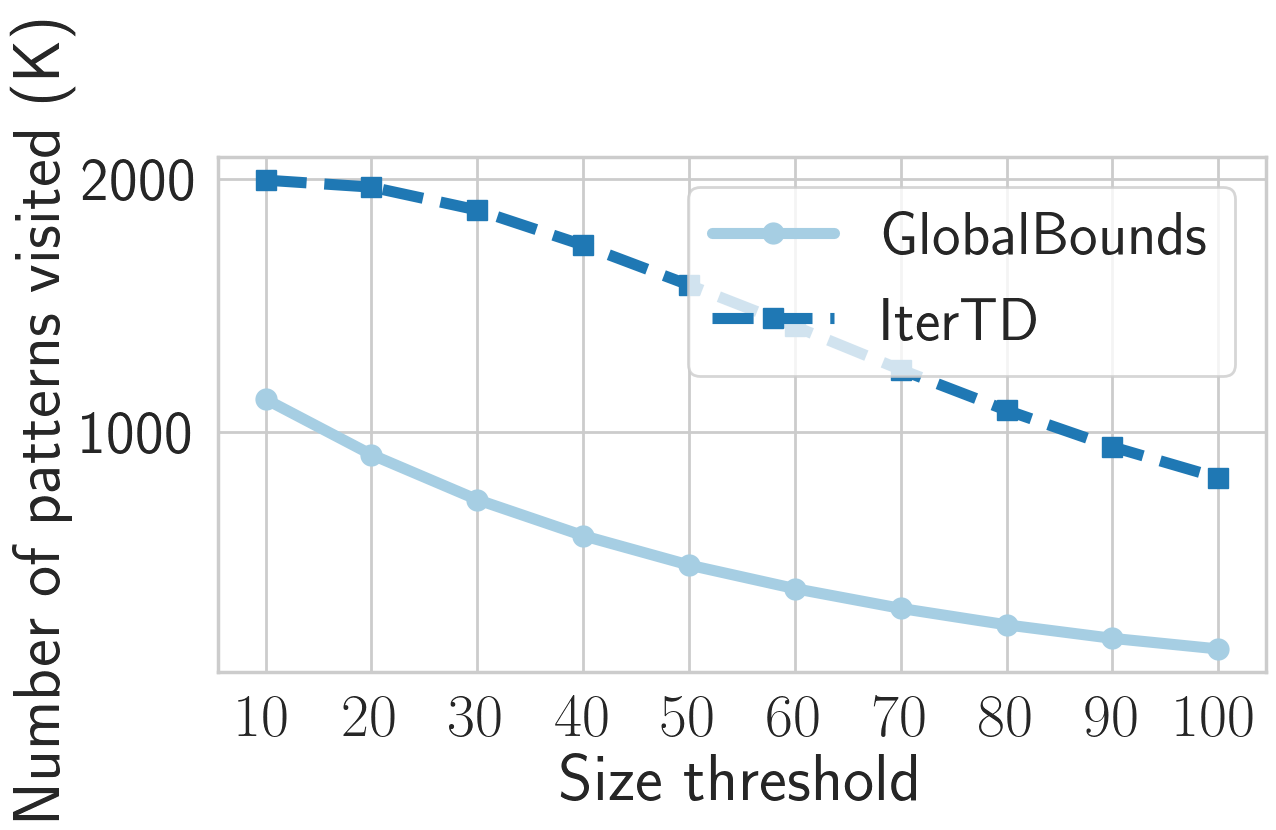 Number of patterns visited (K)
2000
1000
GlobalBounds
IterTD
10 20 30 40 50 60 70 80 90 100
Size threshold